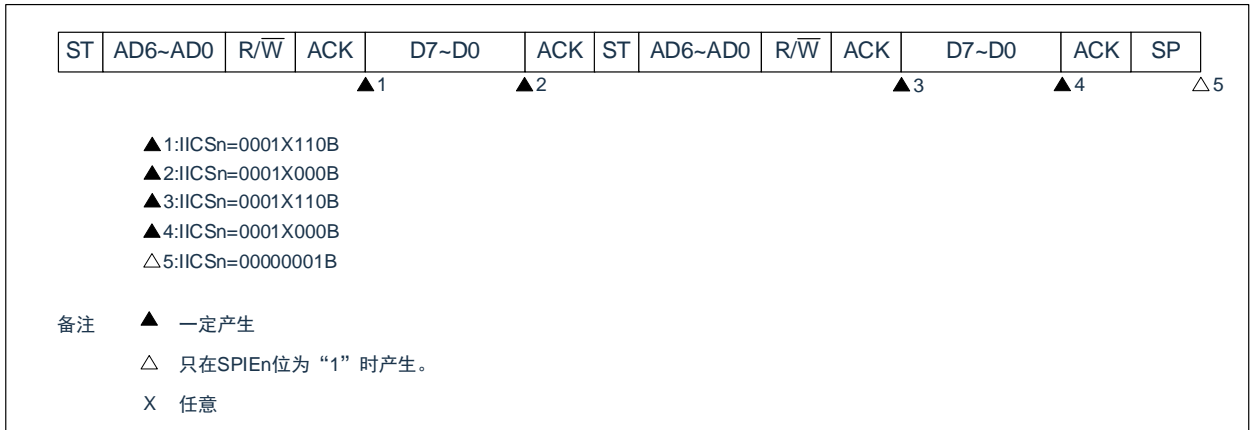 ST AD6~AD0 R/W̅ ACK D7~D0 ACK ST AD6~AD0 R/W̅ ACK D7~D0 ACK SP
▲1 ▲2 ▲3 ▲4 △5
▲1:IICSn=0001X110B
▲2:IICSn=0001X000B
▲3:IICSn=0001X110B
▲4:IICSn=0001X000B
△5:IICSn=00000001B
备注 ▲ 一定产生
△ 只在SPIEn位为“1”时产生。
X 任意